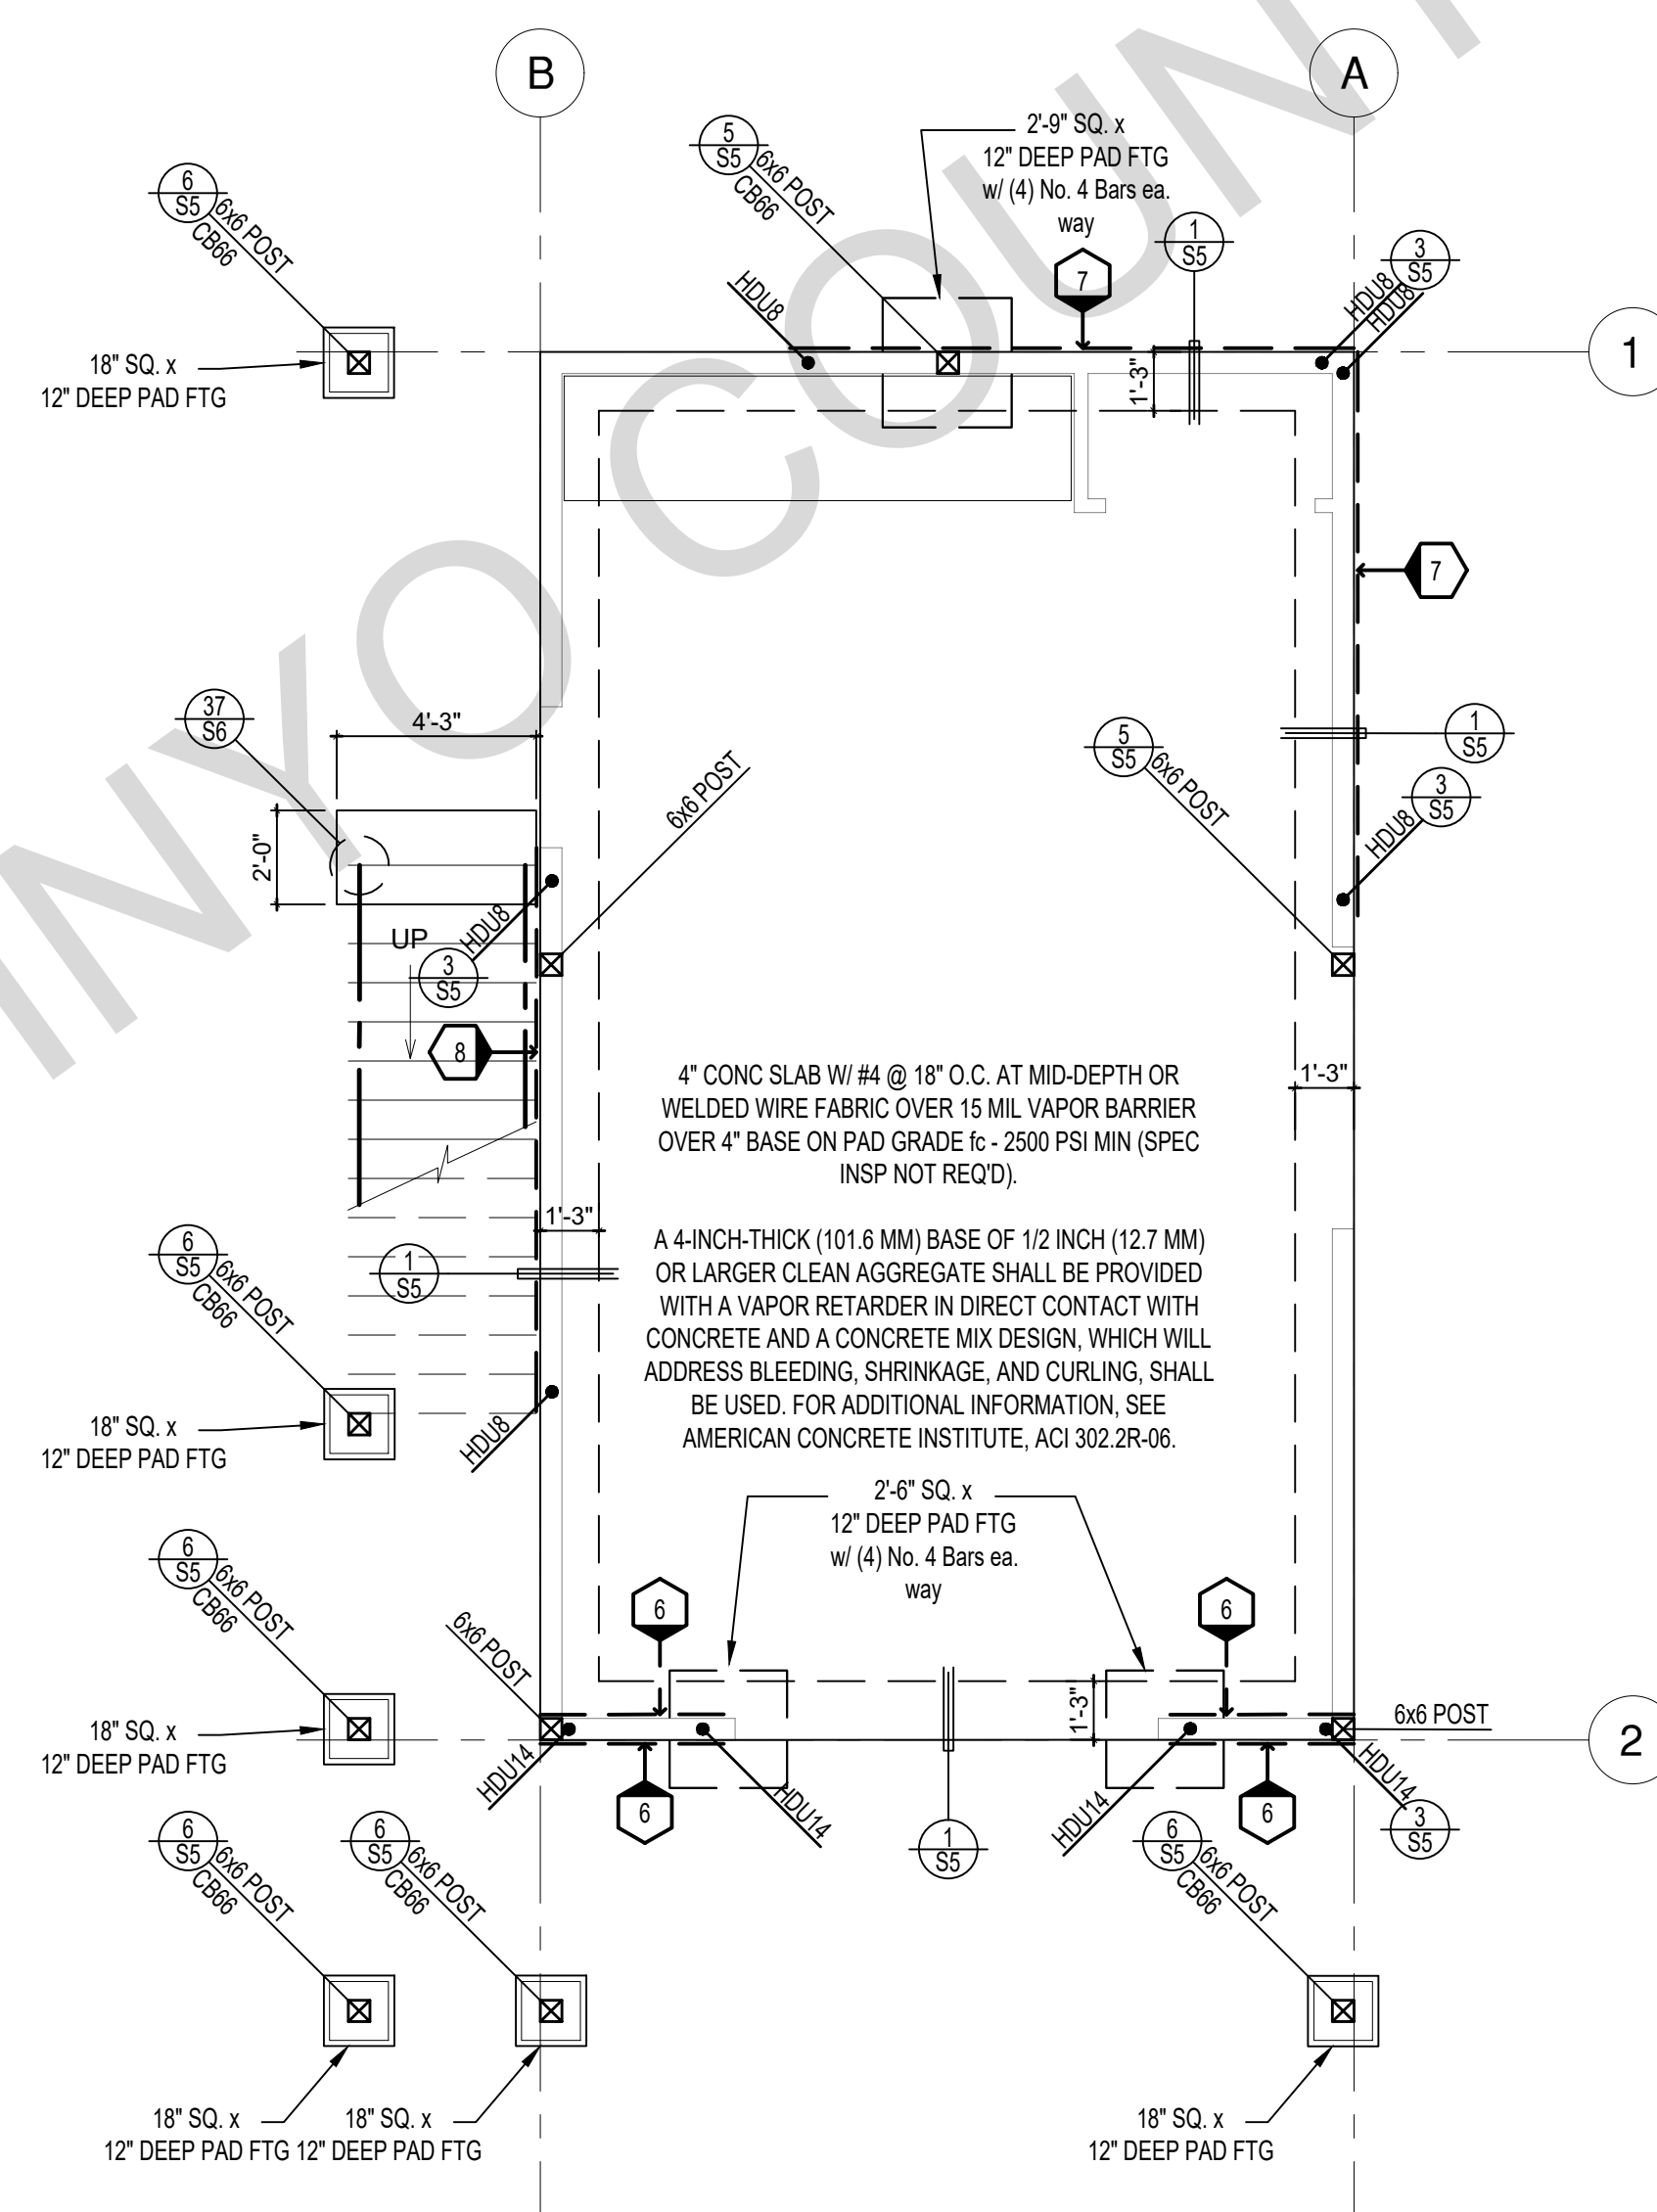 B
A
5
S5
6x6 POST
CB66
2'-9" SQ. x
12" DEEP PAD FTG
w/ (4) No. 4 Bars ea.
way
6
S5
6x6 POST
CB66
1
S5
3
S5
HDU8
HDU8
HDU8
7
1
18" SQ. x
12" DEEP PAD FTG
1'-3"
7
37
S6
4'-3"
2'-0"
6x6 POST
5
S5
6x6 POST
1
S5
3
S5
HDU8
UP
HDU8
3
S5
8
4" CONC SLAB W/ #4 @ 18" O.C. AT MID-DEPTH OR
WELDED WIRE FABRIC OVER 15 MIL VAPOR BARRIER
OVER 4" BASE ON PAD GRADE fc - 2500 PSI MIN (SPEC
INSP NOT REQ'D).
1'-3"
1'-3"
A 4-INCH-THICK (101.6 MM) BASE OF 1/2 INCH (12.7 MM)
OR LARGER CLEAN AGGREGATE SHALL BE PROVIDED
WITH A VAPOR RETARDER IN DIRECT CONTACT WITH
CONCRETE AND A CONCRETE MIX DESIGN, WHICH WILL
ADDRESS BLEEDING, SHRINKAGE, AND CURLING, SHALL
BE USED. FOR ADDITIONAL INFORMATION, SEE
AMERICAN CONCRETE INSTITUTE, ACI 302.2R-06.
6
S5
6x6 POST
CB66
1
S5
18" SQ. x
12" DEEP PAD FTG
HDU8
2'-6" SQ. x
12" DEEP PAD FTG
w/ (4) No. 4 Bars ea.
way
6
S5
6x6 POST
CB66
6x6 POST
6
6
1'-3"
6x6 POST
18" SQ. x
12" DEEP PAD FTG
2
HDU14
6
HDU14
1
S5
HDU14
6
HDU14
3
S5
6
S5
6x6 POST
CB66
6
S5
6x6 POST
CB66
6
S5
6x6 POST
CB66
18" SQ. x
12" DEEP PAD FTG
18" SQ. x
12" DEEP PAD FTG
18" SQ. x
12" DEEP PAD FTG
INYO COUN